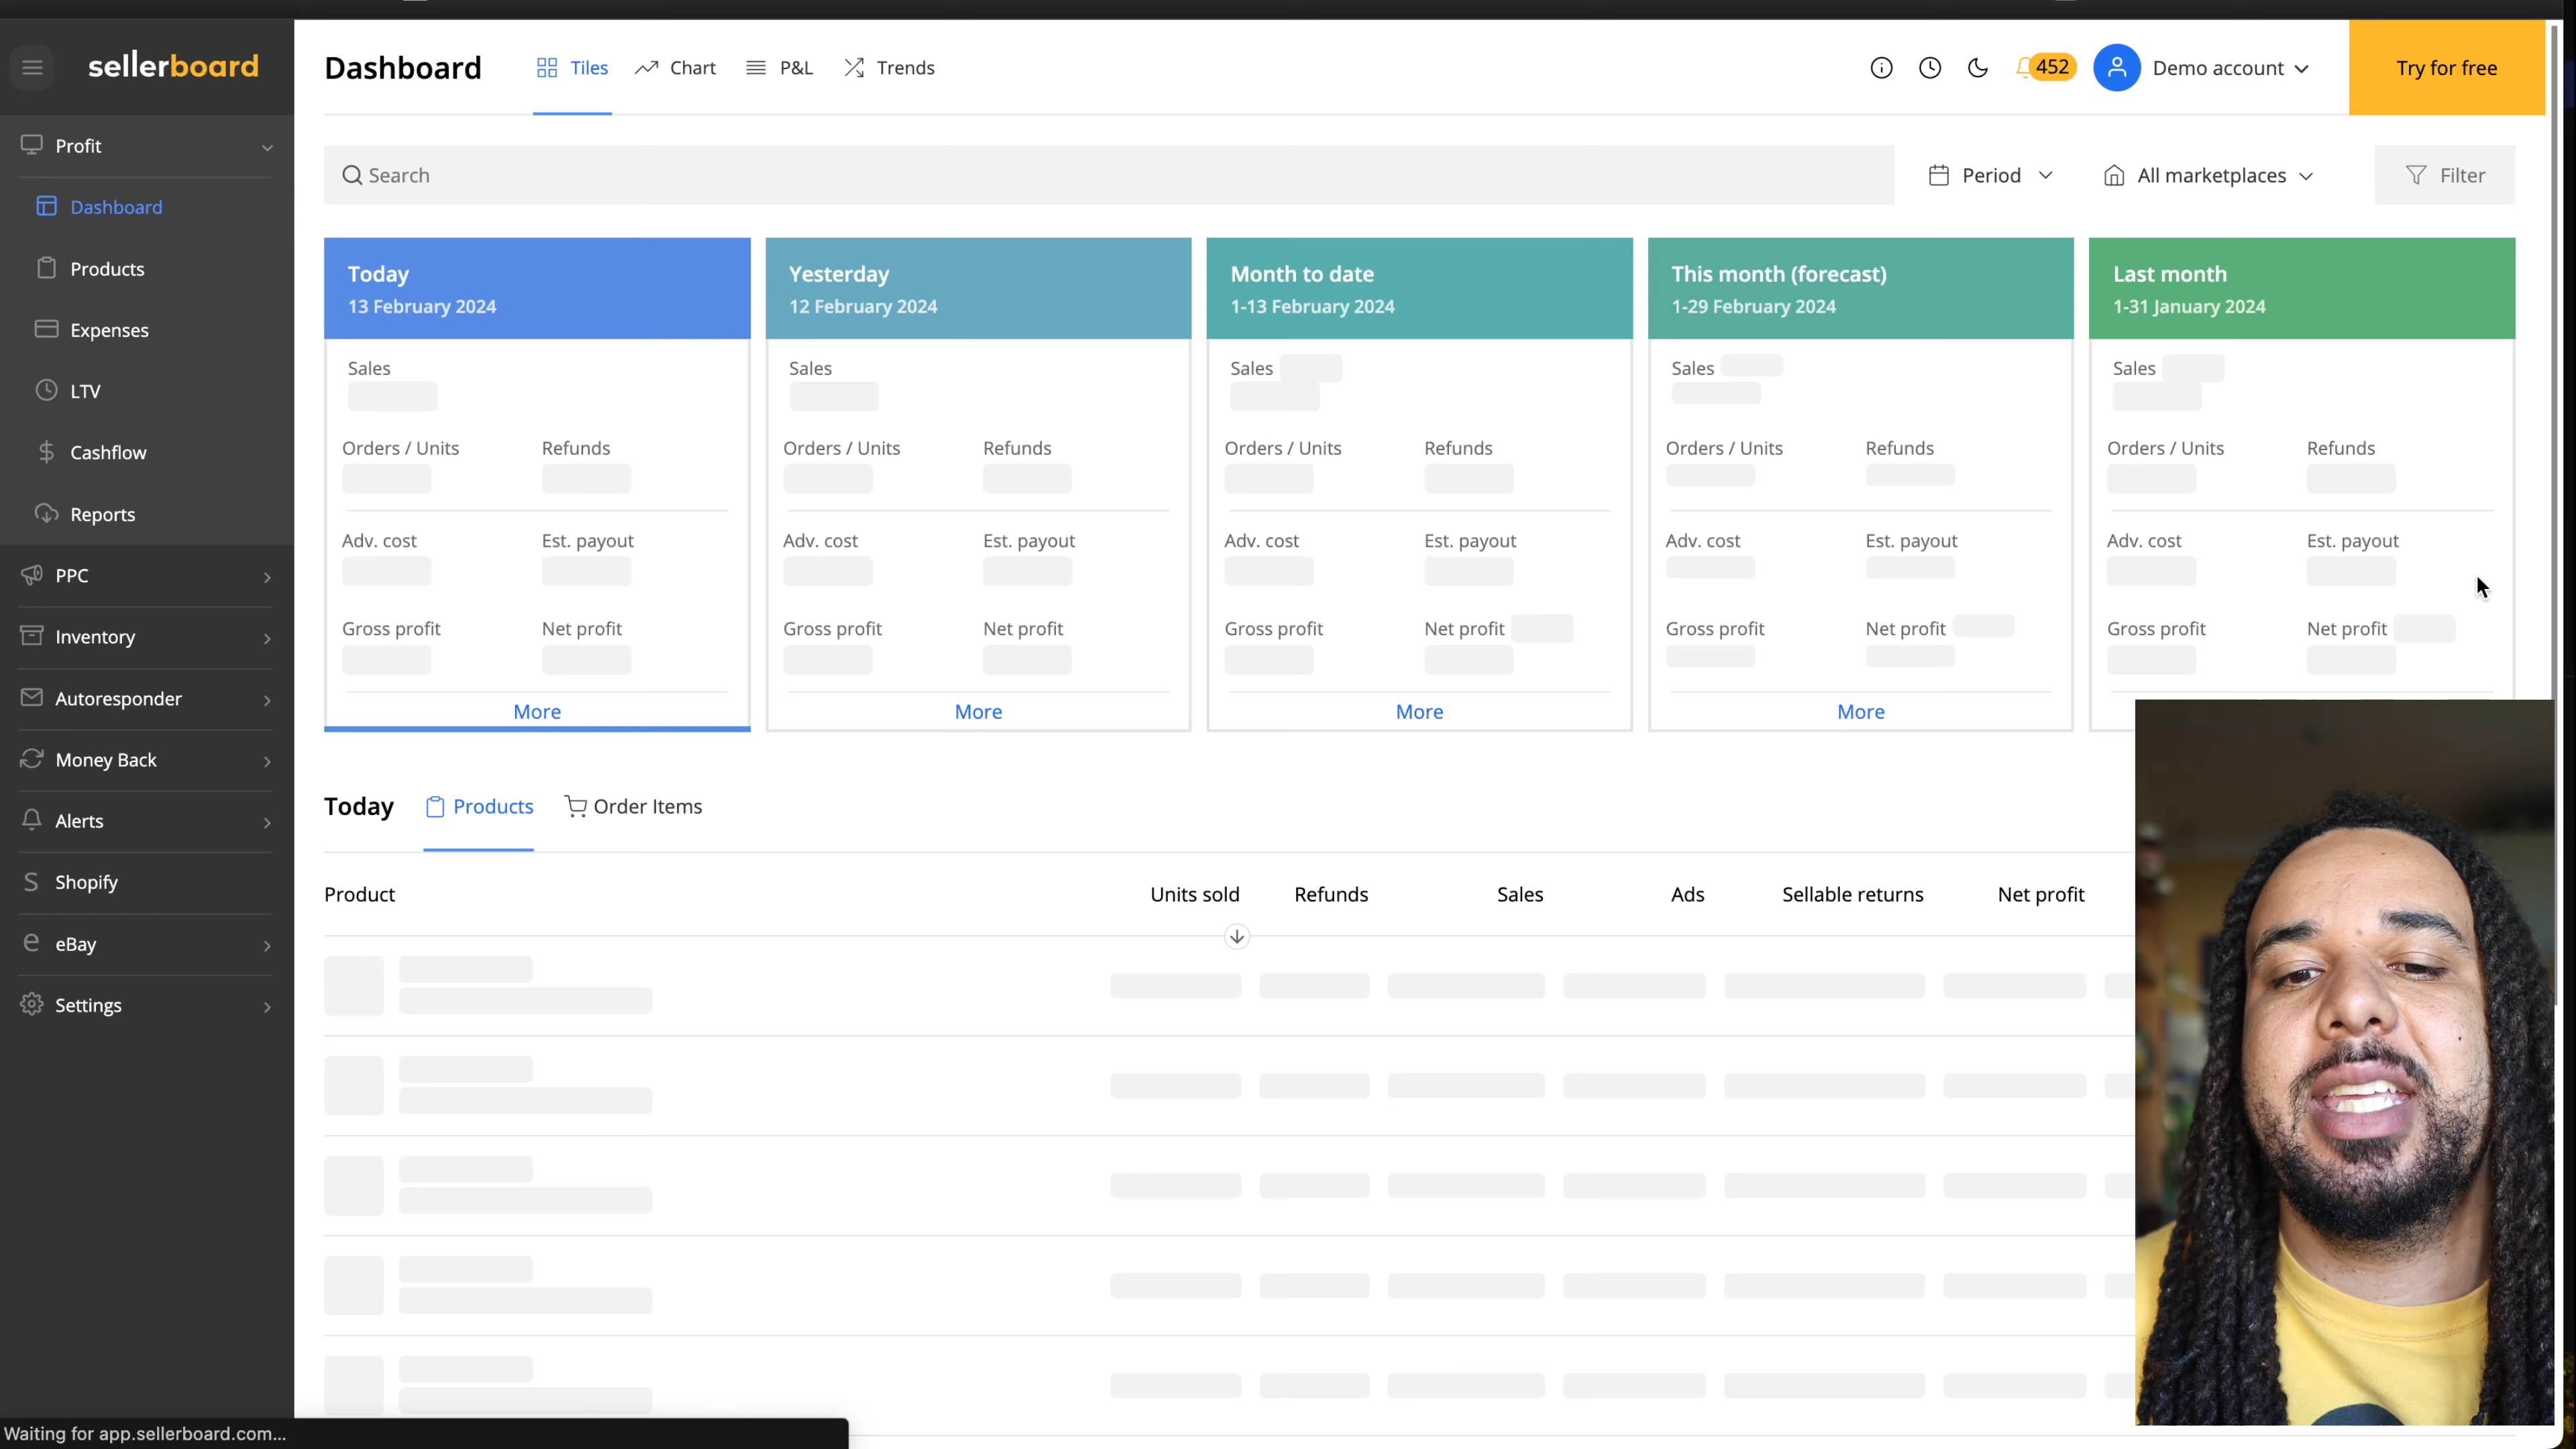 sellerboard
Dashboard
Tiles
Chart
P&L
Trends
452
Demo account
Try for free
Profit
Dashboard
Products
Expenses
LTV
Cashflow
Reports
PPC
Inventory
Autoresponder
Money Back
Alerts
S Shopify
e eBay
Settings
Search
Period
All marketplaces
Filter
Today
13 February 2024
Sales
Orders / Units
Refunds
Adv. cost
Est. payout
Gross profit
Net profit
More
Yesterday
12 February 2024
Sales
Orders / Units
Refunds
Adv. cost
Est. payout
Gross profit
Net profit
More
Month to date
1-13 February 2024
Sales
Orders / Units
Refunds
Adv. cost
Est. payout
Gross profit
Net profit
More
This month (forecast)
1-29 February 2024
Sales
Orders / Units
Refunds
Adv. cost
Est. payout
Gross profit
Net profit
More
Last month
1-31 January 2024
Sales
Orders / Units
Refunds
Adv. cost
Est. payout
Gross profit
Net profit
Today
Products
Order Items
Product
Units sold
Refunds
Sales
Ads
Sellable returns
Net profit
Waiting for app.sellerboard.com...